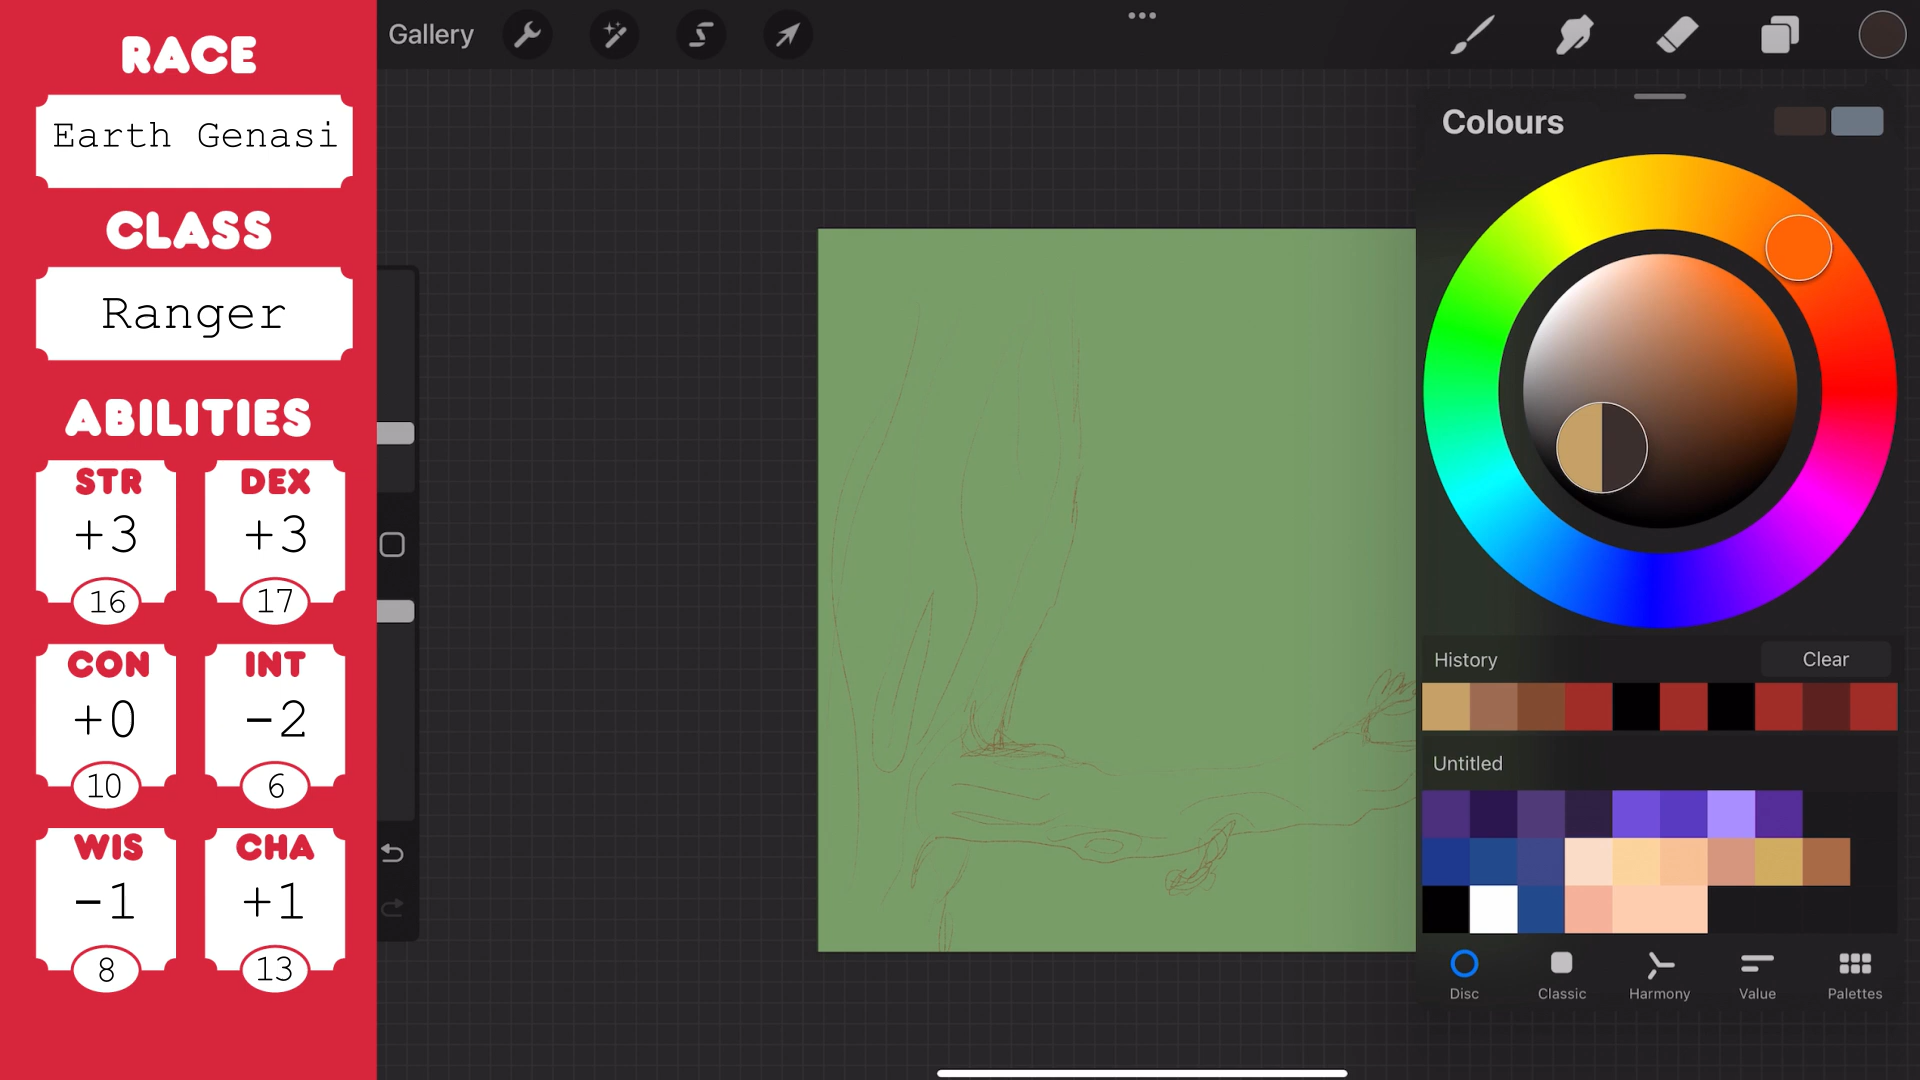 RACE
Earth Genasi
CLASS
Ranger
ABILITIES
STR DEX
+3 +3
16 17
CON INT
+0 -2
10 6
WIS CHA
-1 +1
8 13
Gallery
Colours
History Clear
Untitled
Disc Classic Harmony Value Palettes